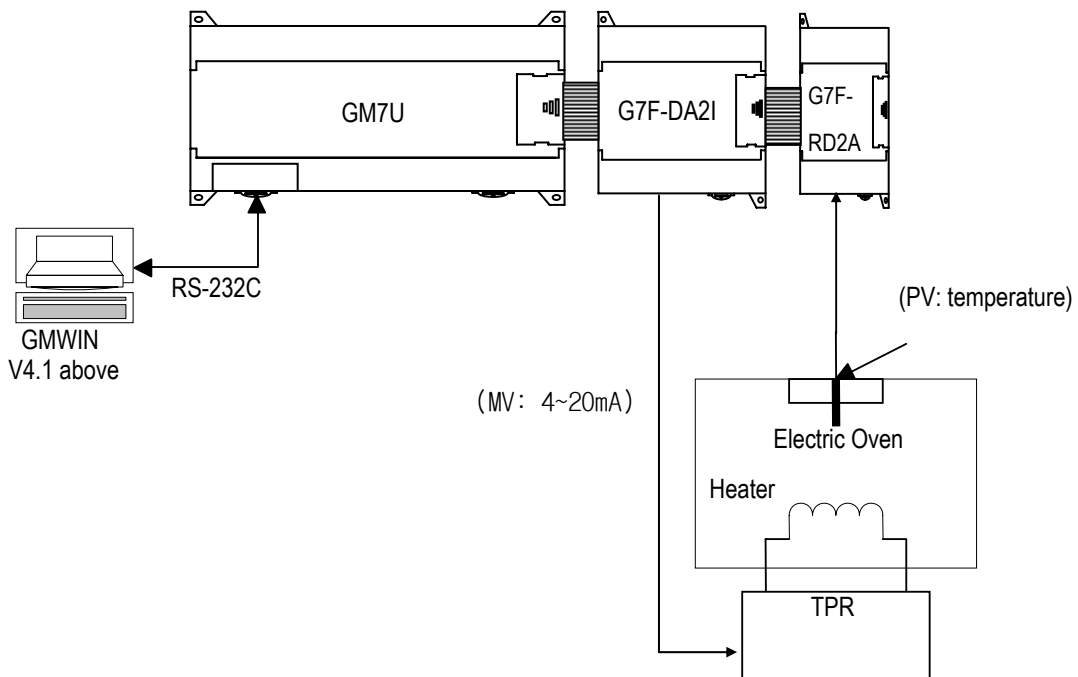 GM7U
G7F-DA2I
G7F-
RD2A
RS-232C
GMWIN
V4.1 above
(PV: temperature)
(MV: 4~20mA)
Electric Oven
Heater
TPR